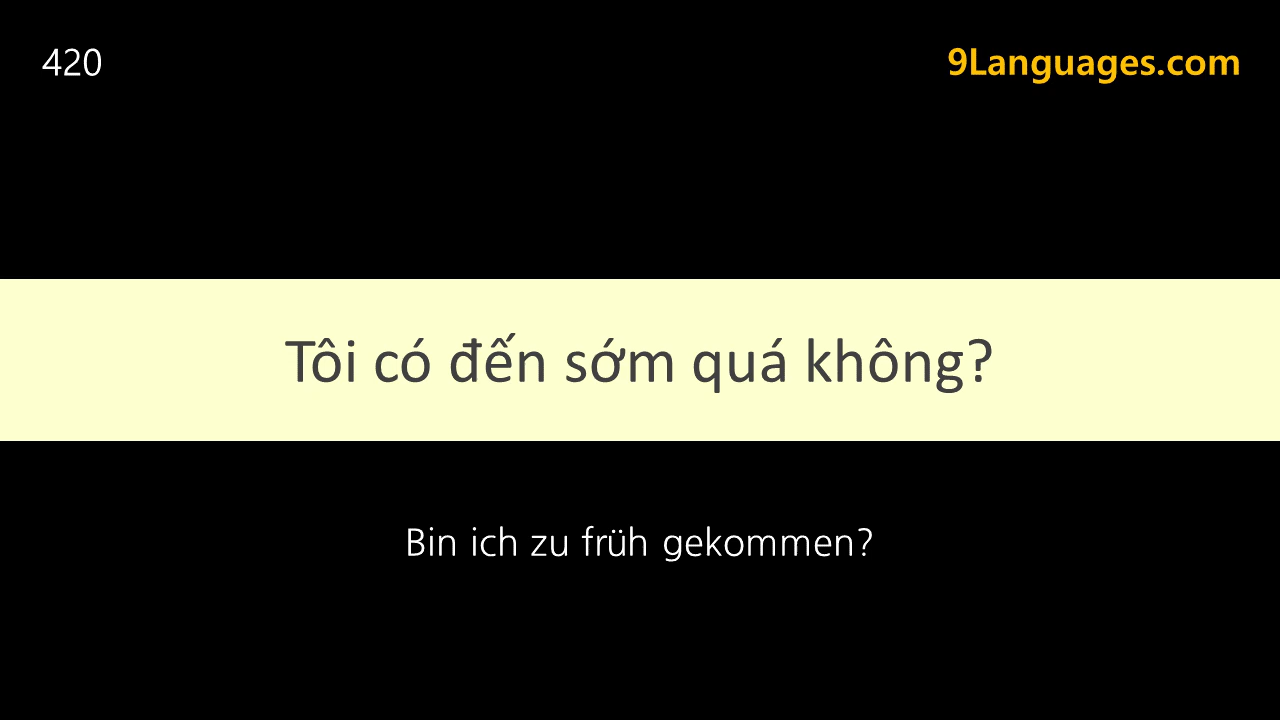 420
9Languages.com
Tôi có đến sớm quá không?
Bin ich zu früh gekommen?